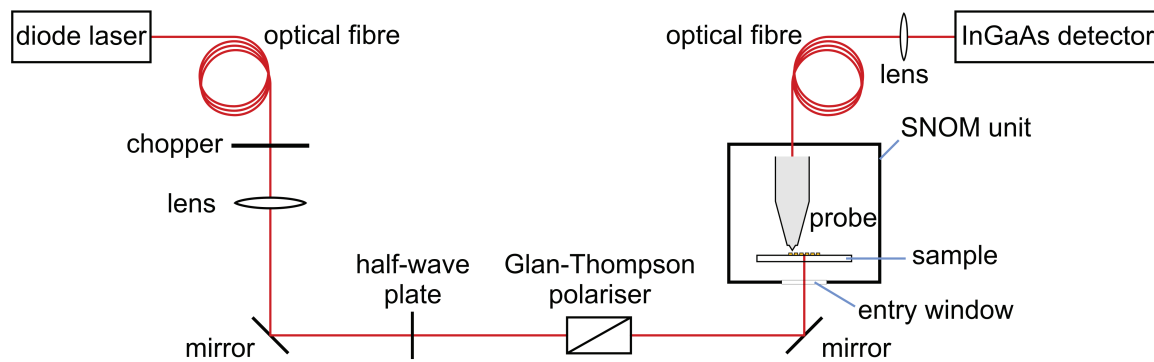 diode laser
optical fibre
chopper
lens
mirror
half-wave
plate
Glan-Thompson
polariser
mirror
optical fibre
lens
InGaAs detector
SNOM unit
probe
sample
entry window